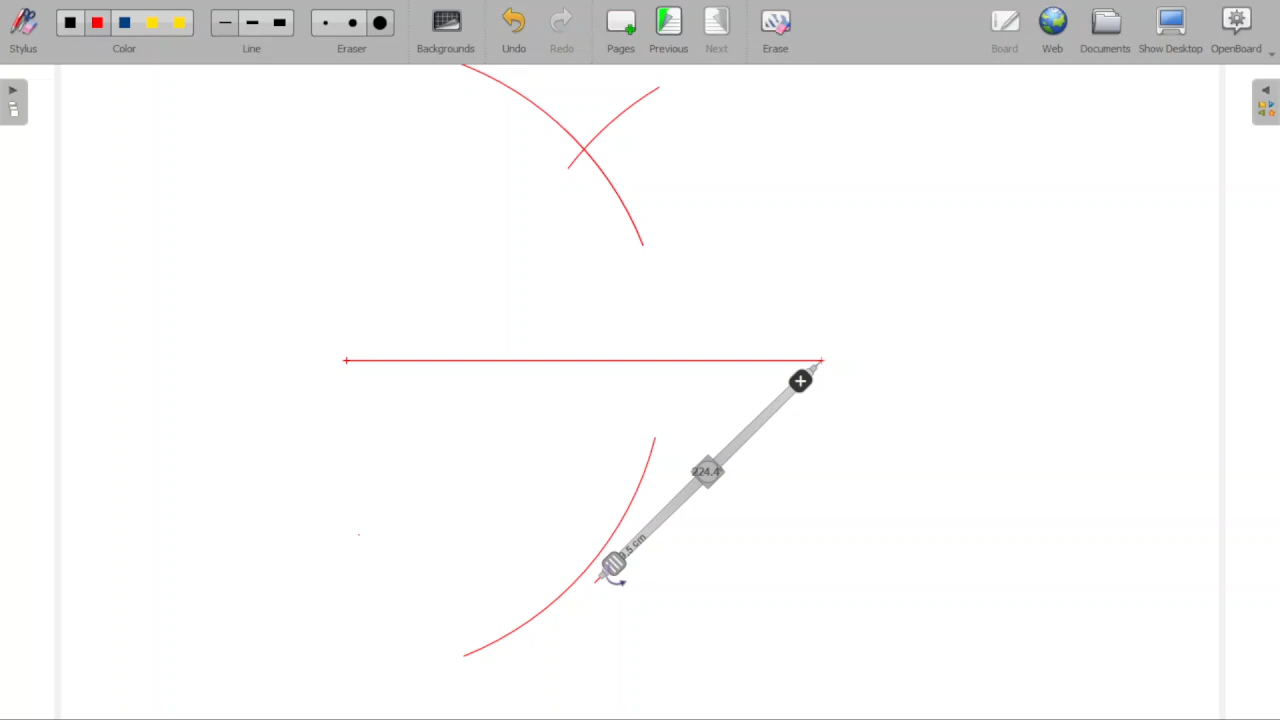 Stylus
Color
Line
Eraser
Backgrounds
Undo
Redo
Pages
Previous
Next
Erase
Board
Web
Documents
Show Desktop
OpenBoard
224.4°
cm